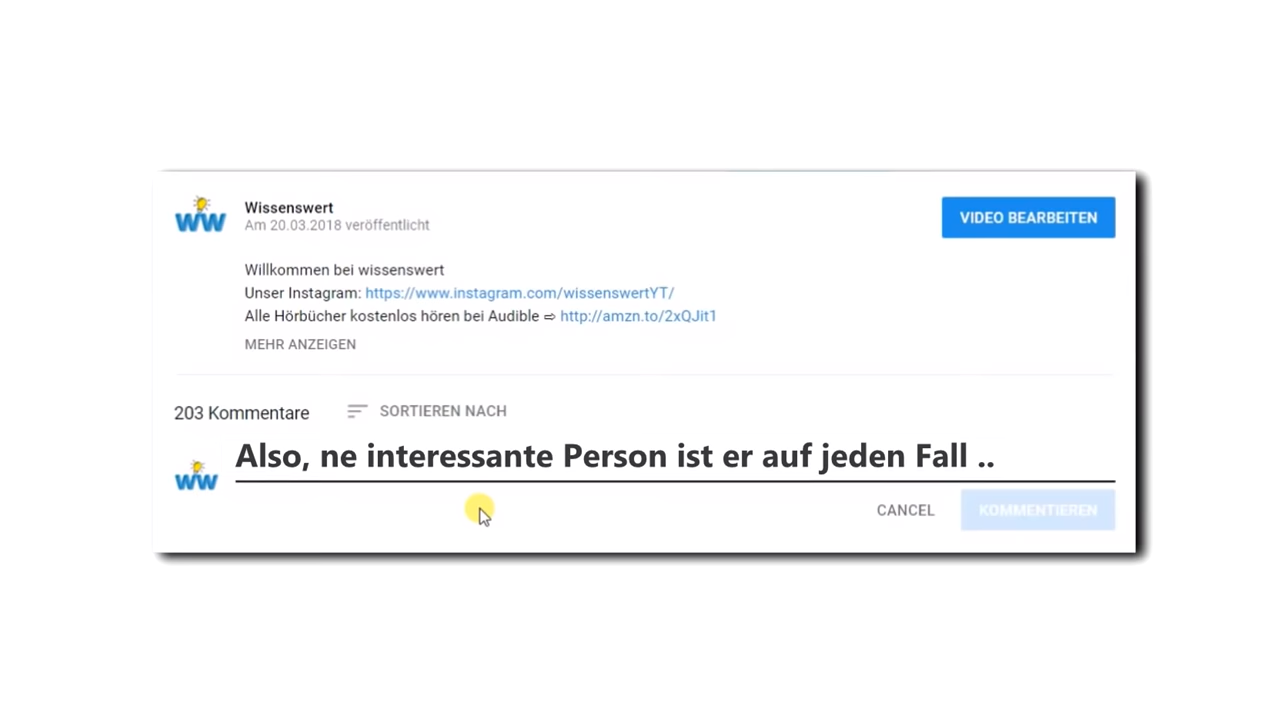 WW
Wissenswert
Am 20.03.2018 veröffentlicht
VIDEO BEARBEITEN
Willkommen bei wissenswert
Unser Instagram: https://www.instagram.com/wissenswertYT/
Alle Hörbücher kostenlos hören bei Audible ⇨ http://amzn.to/2xQJit1
MEHR ANZEIGEN
203 Kommentare
SORTIEREN NACH
WW
Also, ne interessante Person ist er auf jeden Fall ..
CANCEL
KOMMENTIEREN